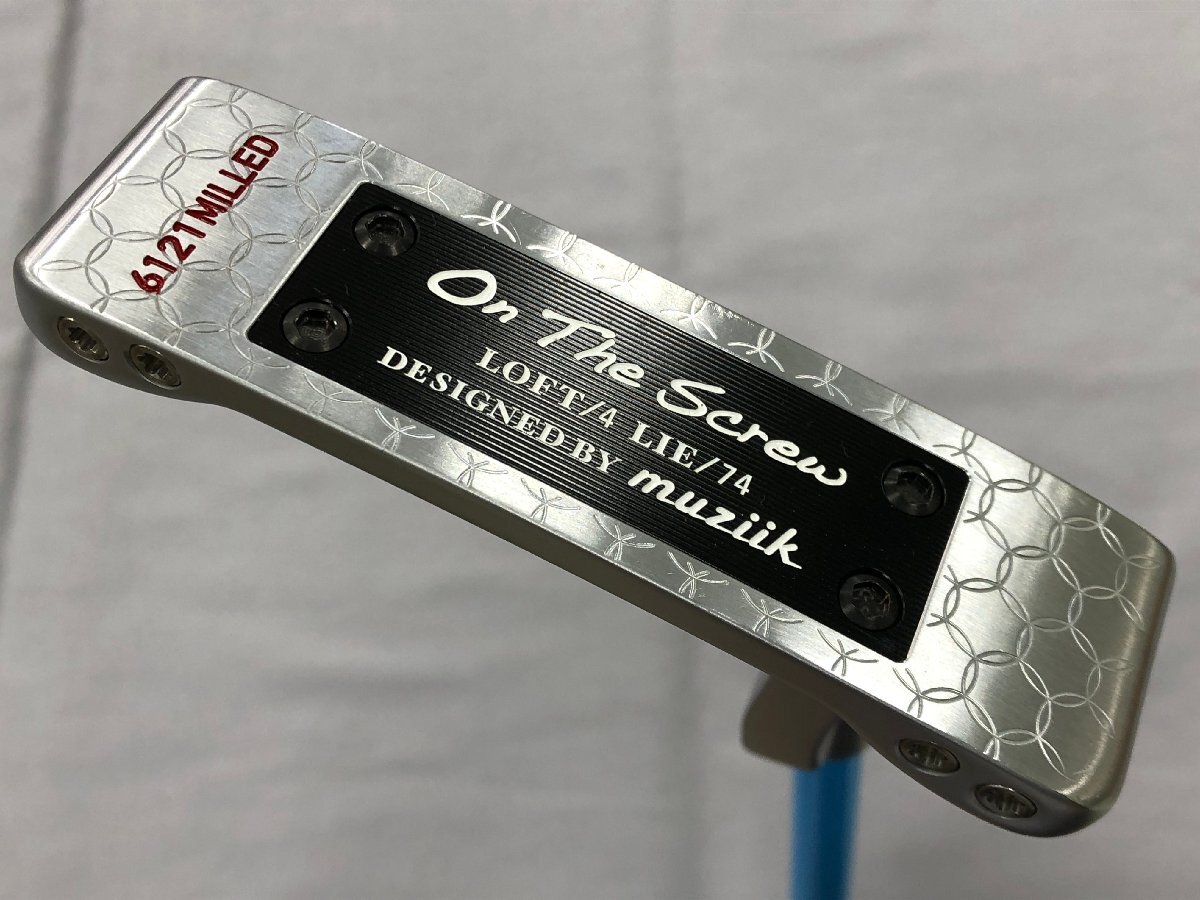 6121 MILLED
On The Screw
LOFT/4 LIE/74
DESIGNED BY muziik